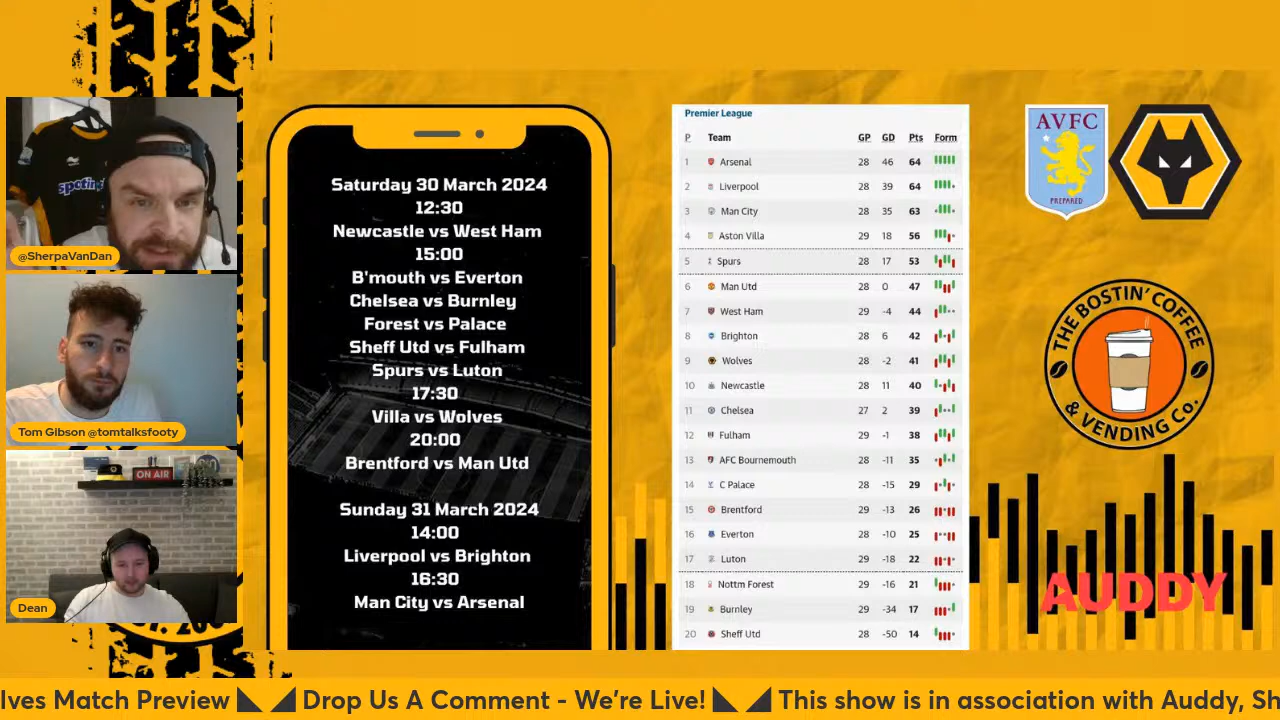 spoting
@SherpaVanDan
Tom Gibson @tomtalksfooty
ON AIR
Dean
Saturday 30 March 2024
12:30
Newcastle vs West Ham
15:00
B'mouth vs Everton
Chelsea vs Burnley
Forest vs Palace
Sheff Utd vs Fulham
Spurs vs Luton
17:30
Villa vs Wolves
20:00
Brentford vs Man Utd
Sunday 31 March 2024
14:00
Liverpool vs Brighton
16:30
Man City vs Arsenal
Premier League
P Team GP GD Pts Form
1 Arsenal 28 46 64
2 Liverpool 28 39 64
3 Man City 28 35 63
4 Aston Villa 29 18 56
5 Spurs 28 17 53
6 Man Utd 28 0 47
7 West Ham 29 -4 44
8 Brighton 28 6 42
9 Wolves 28 -2 41
10 Newcastle 28 11 40
11 Chelsea 27 2 39
12 Fulham 29 -1 38
13 AFC Bournemouth 28 -11 35
14 C Palace 28 -15 29
15 Brentford 29 -13 26
16 Everton 28 -10 25
17 Luton 29 -18 22
18 Nottm Forest 29 -16 21
19 Burnley 29 -34 17
20 Sheff Utd 28 -50 14
AVFC
PREPARED
THE BOSTIN' COFFEE
& VENDING CO.
AUDDY
lves Match Preview Drop Us A Comment - We're Live! This show is in association with Auddy, Sh